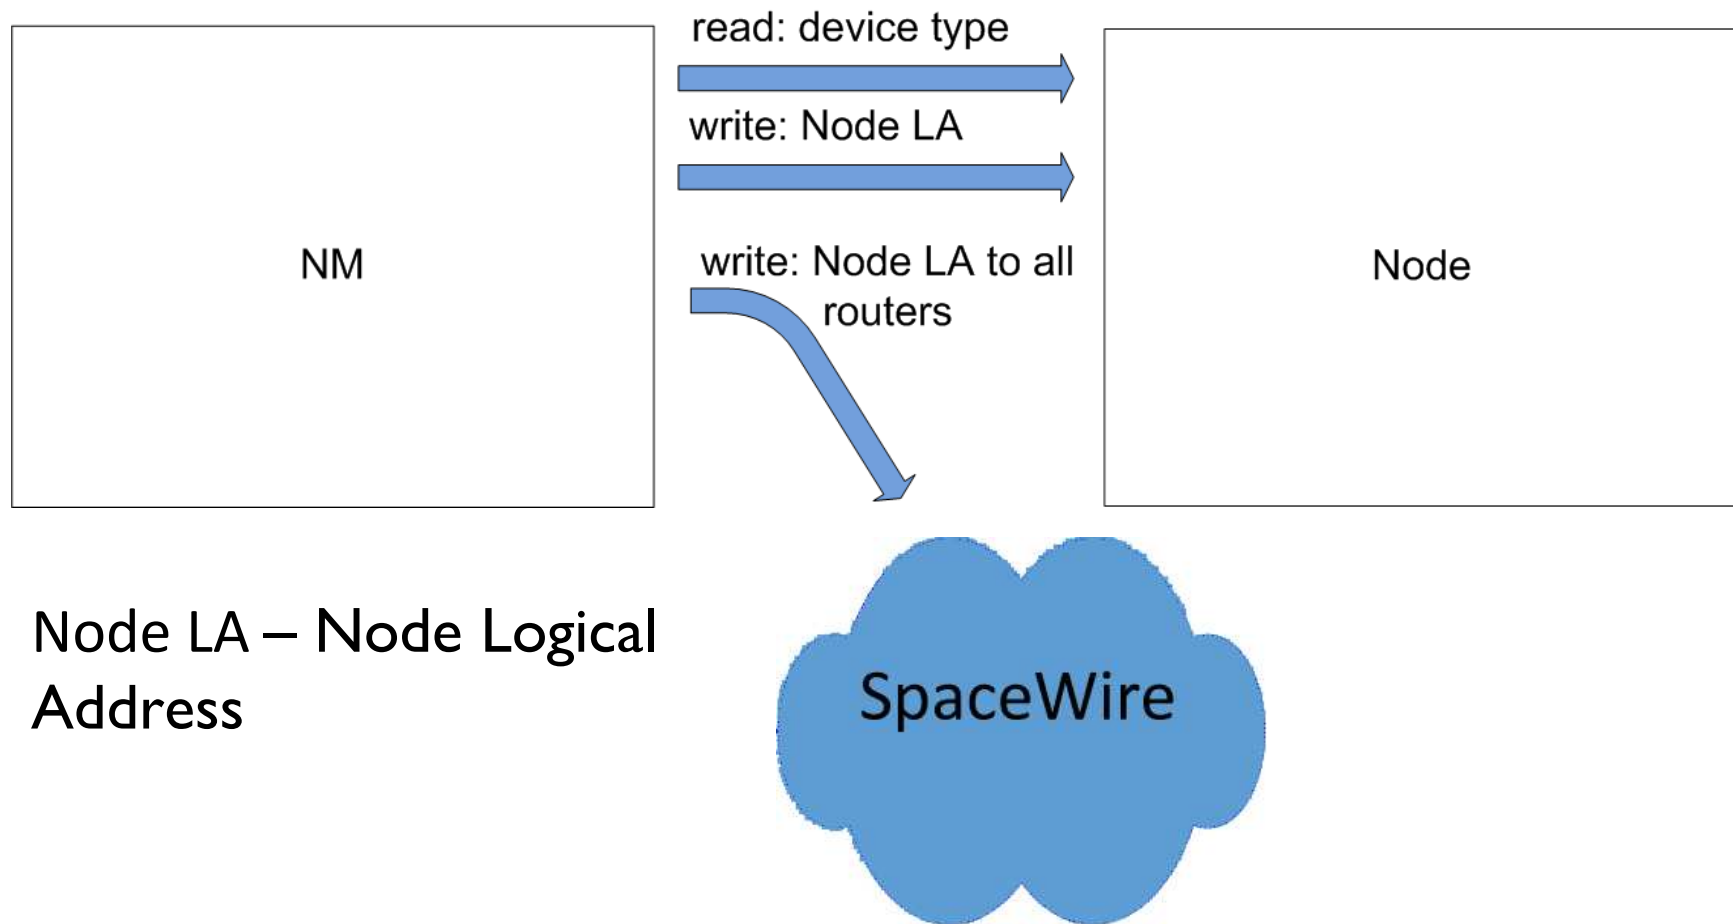 read: device type
write: Node LA
NM
write: Node LA to all
routers
Node
Node LA – Node Logical
Address
SpaceWire